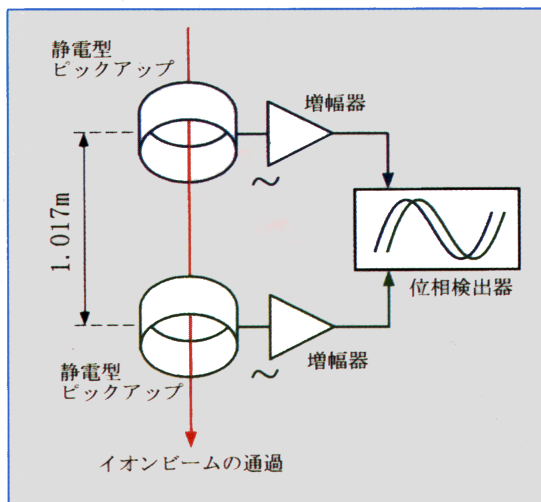 静電型
ピックアップ
増幅器
1.017m
～
位相検出器
静電型
ピックアップ
増幅器
～
イオンビームの通過